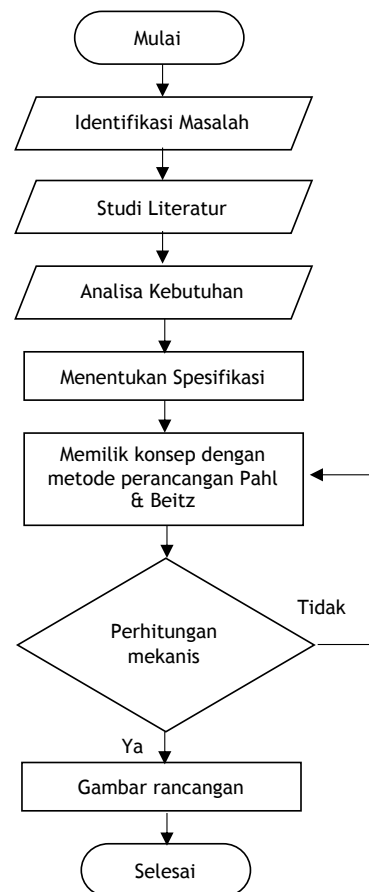 Mulai
Identifikasi Masalah
Studi Literatur
Analisa Kebutuhan
Menentukan Spesifikasi
Memilik konsep dengan
metode perancangan Pahl
& Beitz
Tidak
Perhitungan
mekanis
Ya
Gambar rancangan
Selesai